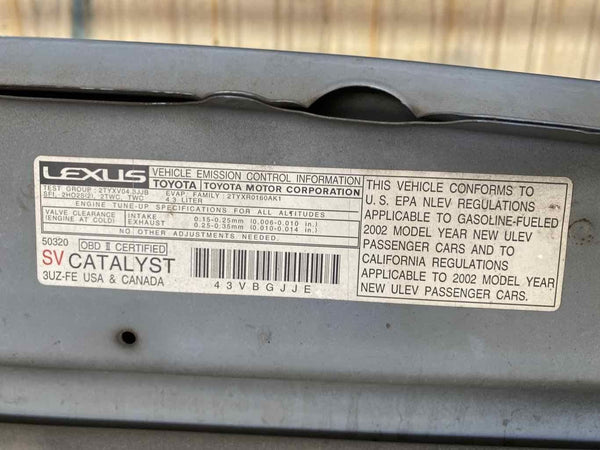 LEXUS
VEHICLE EMISSION CONTROL INFORMATION
TOYOTA TOYOTA MOTOR CORPORATION
TEST GROUP : 2TYXV04.3JJB EVAP. FAMILY : 2TYXR0160AK1
SFI, 2HO2S(2), 2TWC, TWC 4.3 LITER
ENGINE TUNE-UP SPECIFICATIONS FOR ALL ALTITUDES
VALVE CLEARANCE INTAKE 0.15-0.25mm (0.006-0.010 in.)
(ENGINE AT COLD) EXHAUST 0.25-0.35mm (0.010-0.014 in.)
NO OTHER ADJUSTMENTS NEEDED.
50320 OBD II CERTIFIED
SV CATALYST
3UZ-FE USA & CANADA
43VBGJJE
THIS VEHICLE CONFORMS TO
U.S. EPA NLEV REGULATIONS
APPLICABLE TO GASOLINE-FUELED
2002 MODEL YEAR NEW ULEV
PASSENGER CARS AND TO
CALIFORNIA REGULATIONS
APPLICABLE TO 2002 MODEL YEAR
NEW ULEV PASSENGER CARS.